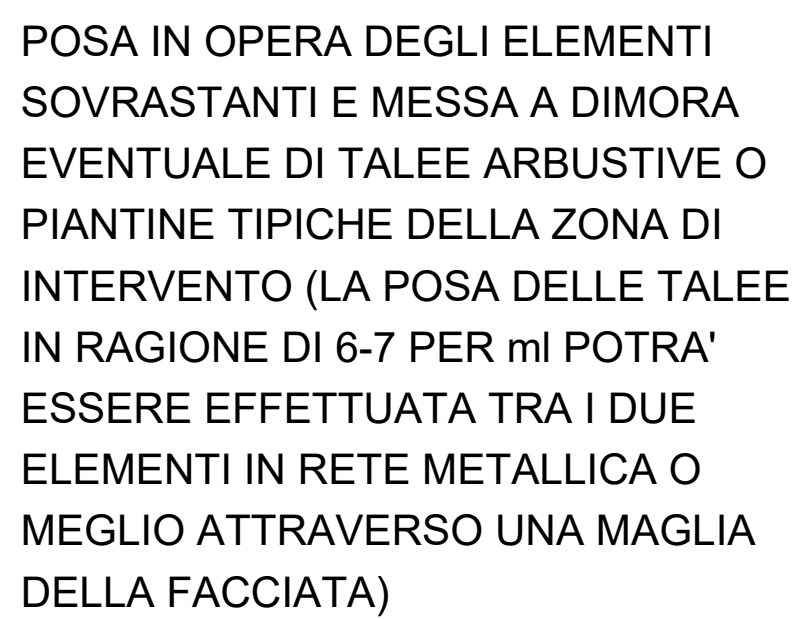 POSA IN OPERA DEGLI ELEMENTI
SOVRASTANTI E MESSA A DIMORA
EVENTUALE DI TALEE ARBUSTIVE O
PIANTINE TIPICHE DELLA ZONA DI
INTERVENTO (LA POSA DELLE TALEE
IN RAGIONE DI 6-7 PER ml POTRA'
ESSERE EFFETTUATA TRA I DUE
ELEMENTI IN RETE METALLICA O
MEGLIO ATTRAVERSO UNA MAGLIA
DELLA FACCIATA)